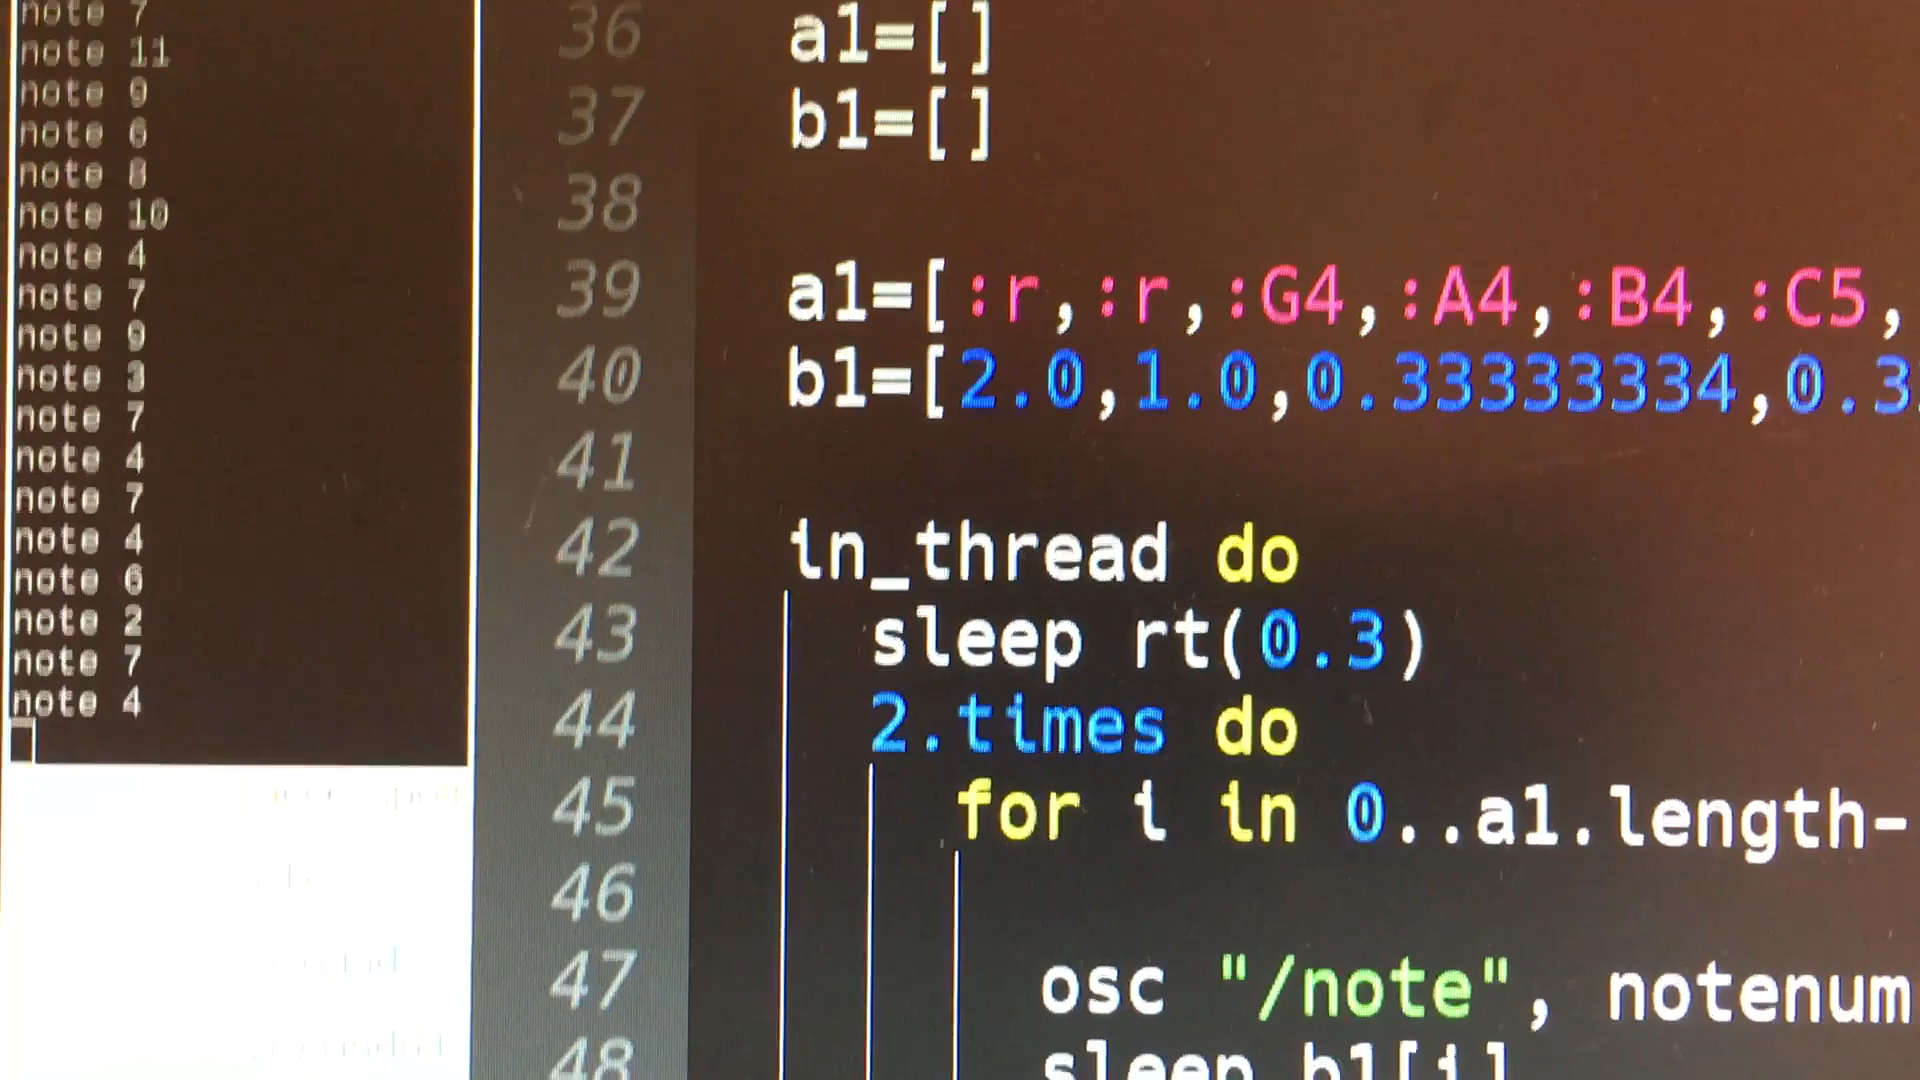 note 7
note 11
note 9
note 6
note 8
note 10
note 4
note 7
note 9
note 3
note 7
note 4
note 7
note 4
note 6
note 2
note 7
note 4
36 a1=[]
37 b1=[]
38
39 a1=[:r,:r,:G4,:A4,:B4,:C5,
40 b1=[2.0,1.0,0.33333334,0.3
41
42 in_thread do
43 sleep rt(0.3)
44 2.times do
45 for i in 0..a1.length-
46
47 osc "/note", notenum
48 sleep b1[i]